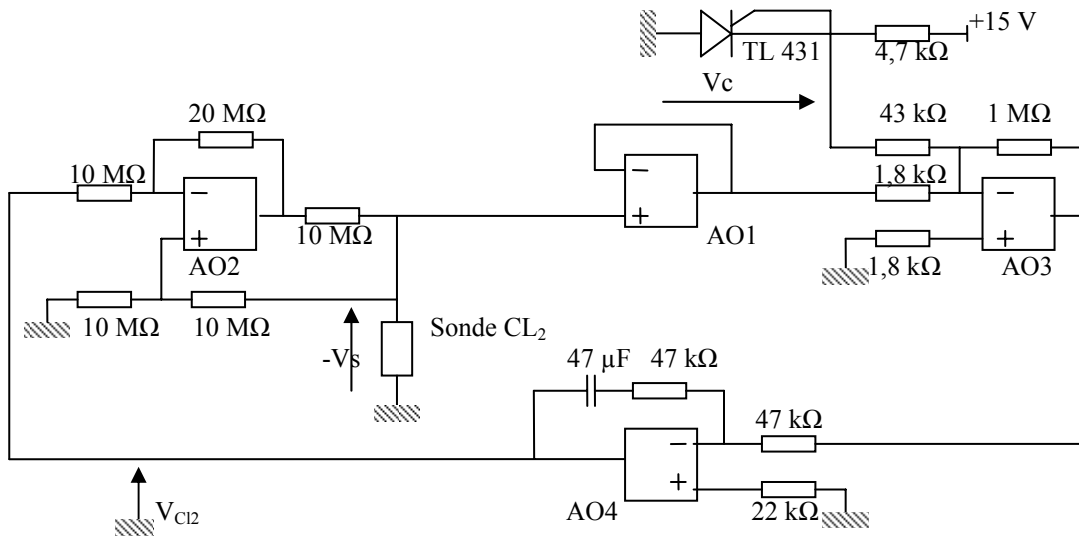 +15 V
TL 431
4,7 kΩ
Vc
20 MΩ
43 kΩ
1 MΩ
10 MΩ
1,8 kΩ
−
−
−
+
+
10 MΩ
AO1
+
AO2
1,8 kΩ
AO3
10 MΩ
10 MΩ
Sonde CL2
-Vs
47 µF
47 kΩ
47 kΩ
−
+
AO4
22 kΩ
VCl2